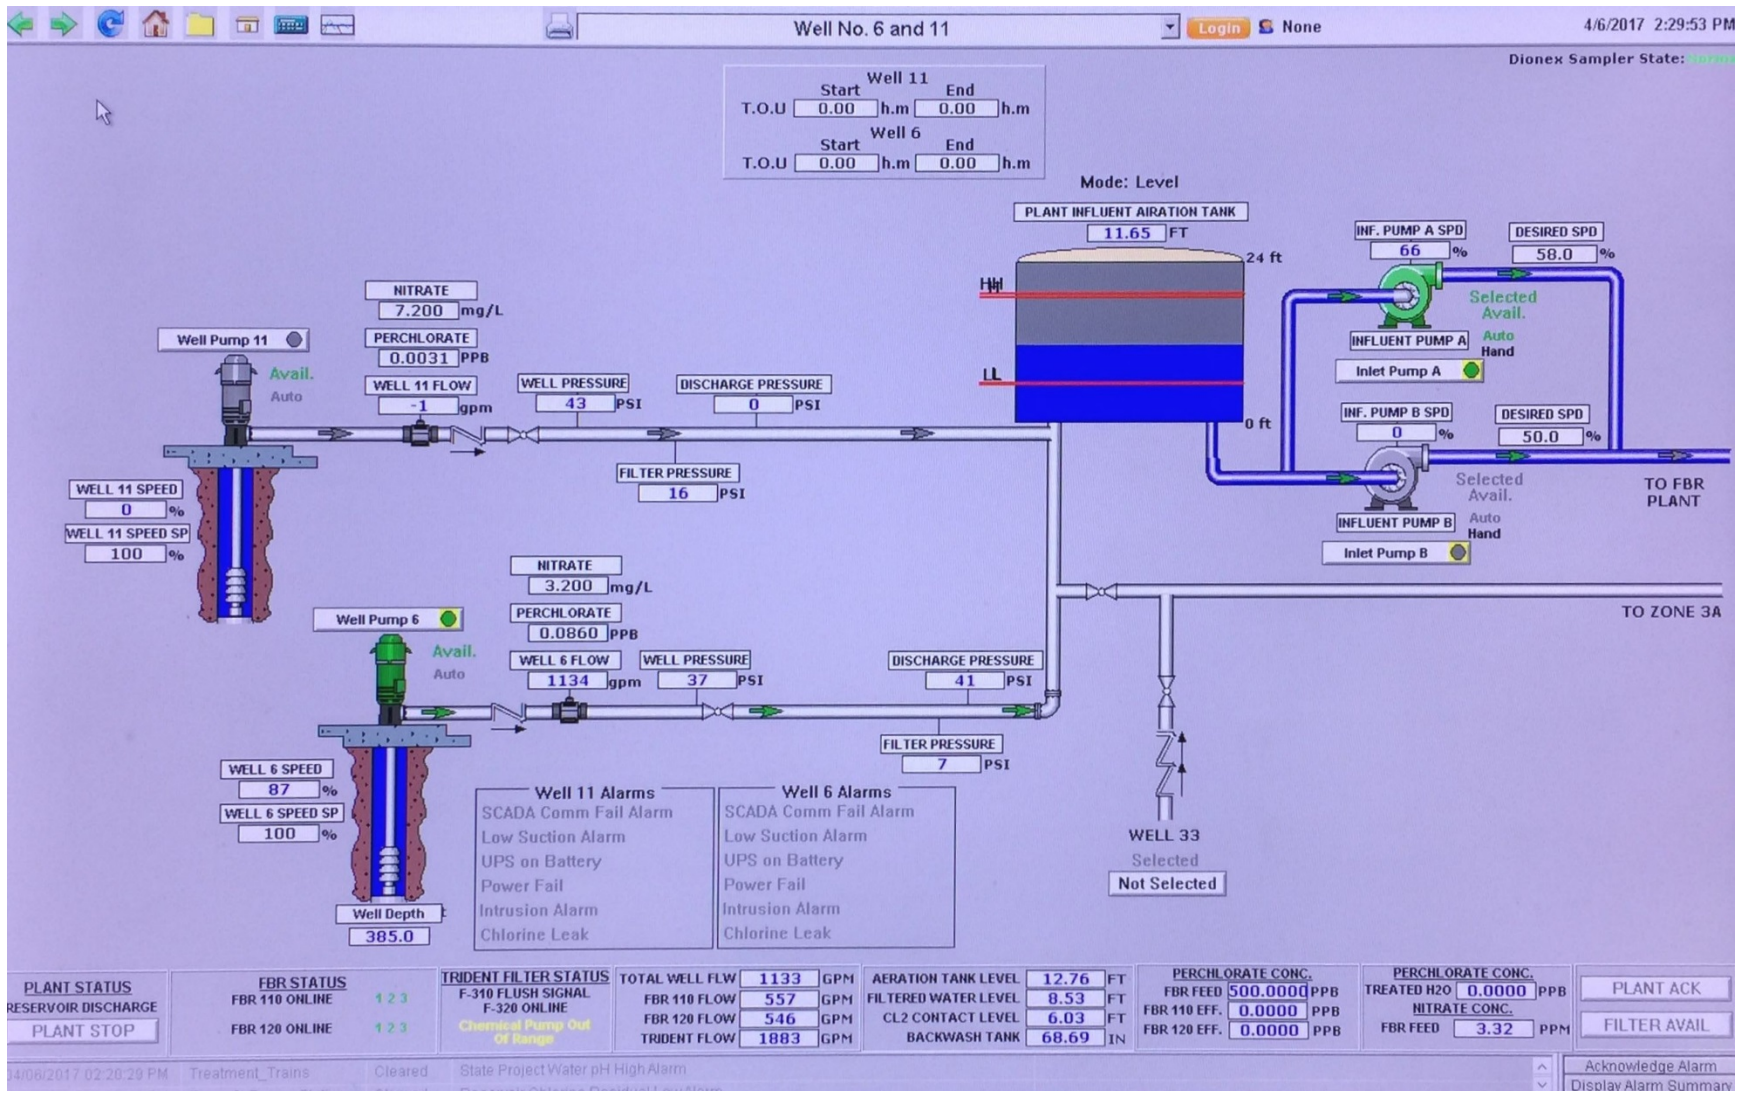 Well No. 6 and 11
Login
None
4/6/2017 2:29:53 PM
Dionex Sampler State:
Well 11
Start End
T.O.U 0.00 h.m 0.00 h.m
Well 6
Start End
T.O.U 0.00 h.m 0.00 h.m
Mode: Level
PLANT INFLUENT AIRATION TANK
11.65 FT
24 ft
HH
LL
0 ft
INF. PUMP A SPD
66 %
DESIRED SPD
58.0 %
Selected
Avail.
INFLUENT PUMP A
Auto
Hand
Inlet Pump A
INF. PUMP B SPD
0 %
DESIRED SPD
50.0 %
Selected
Avail.
INFLUENT PUMP B
Auto
Hand
Inlet Pump B
TO FBR
PLANT
TO ZONE 3A
NITRATE
7.200 mg/L
PERCHLORATE
0.0031 PPB
Well Pump 11
Avail.
Auto
WELL 11 FLOW
-1 gpm
WELL PRESSURE
43 PSI
DISCHARGE PRESSURE
0 PSI
FILTER PRESSURE
16 PSI
WELL 11 SPEED
0 %
WELL 11 SPEED SP
100 %
NITRATE
3.200 mg/L
PERCHLORATE
0.0860 PPB
Well Pump 6
Avail.
Auto
WELL 6 FLOW
1134 gpm
WELL PRESSURE
37 PSI
DISCHARGE PRESSURE
41 PSI
FILTER PRESSURE
7 PSI
WELL 6 SPEED
87 %
WELL 6 SPEED SP
100 %
Well Depth
385.0
Well 11 Alarms
SCADA Comm Fail Alarm
Low Suction Alarm
UPS on Battery
Power Fail
Intrusion Alarm
Chlorine Leak
Well 6 Alarms
SCADA Comm Fail Alarm
Low Suction Alarm
UPS on Battery
Power Fail
Intrusion Alarm
Chlorine Leak
WELL 33
Selected
Not Selected
PLANT STATUS
RESERVOIR DISCHARGE
PLANT STOP
FBR STATUS
FBR 110 ONLINE 1 2 3
FBR 120 ONLINE 1 2 3
TRIDENT FILTER STATUS
F-310 FLUSH SIGNAL
F-320 ONLINE
Chemical Pump Out
Of Range
TOTAL WELL FLW 1133 GPM
FBR 110 FLOW 557 GPM
FBR 120 FLOW 546 GPM
TRIDENT FLOW 1883 GPM
AERATION TANK LEVEL 12.76 FT
FILTERED WATER LEVEL 8.53 FT
CL2 CONTACT LEVEL 6.03 FT
BACKWASH TANK 68.69 IN
PERCHLORATE CONC.
FBR FEED 500.0000 PPB
FBR 110 EFF. 0.0000 PPB
FBR 120 EFF. 0.0000 PPB
PERCHLORATE CONC.
TREATED H2O 0.0000 PPB
NITRATE CONC.
FBR FEED 3.32 PPM
PLANT ACK
FILTER AVAIL
04/06/2017 02:26:29 PM Treatment_Trains Cleared State Project Water pH High Alarm
Acknowledge Alarm
Display Alarm Summary